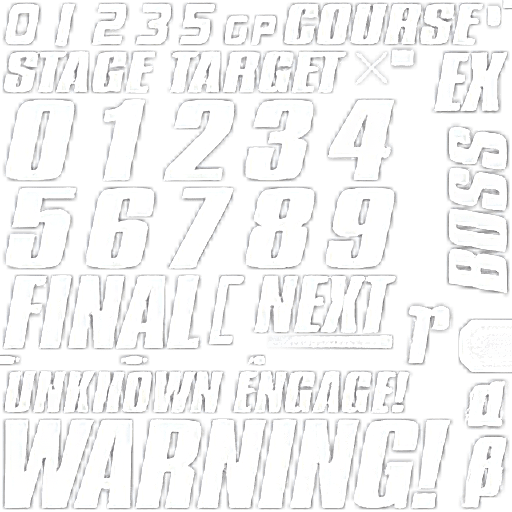 0 1 2 3 5 GP COURSE
STAGE TARGET EX
0 1 2 3 4
5 6 7 8 9
BOSS
FINAL [ NEXT
r
UNKNOWN ENGAGE!
α
WARNING!
β